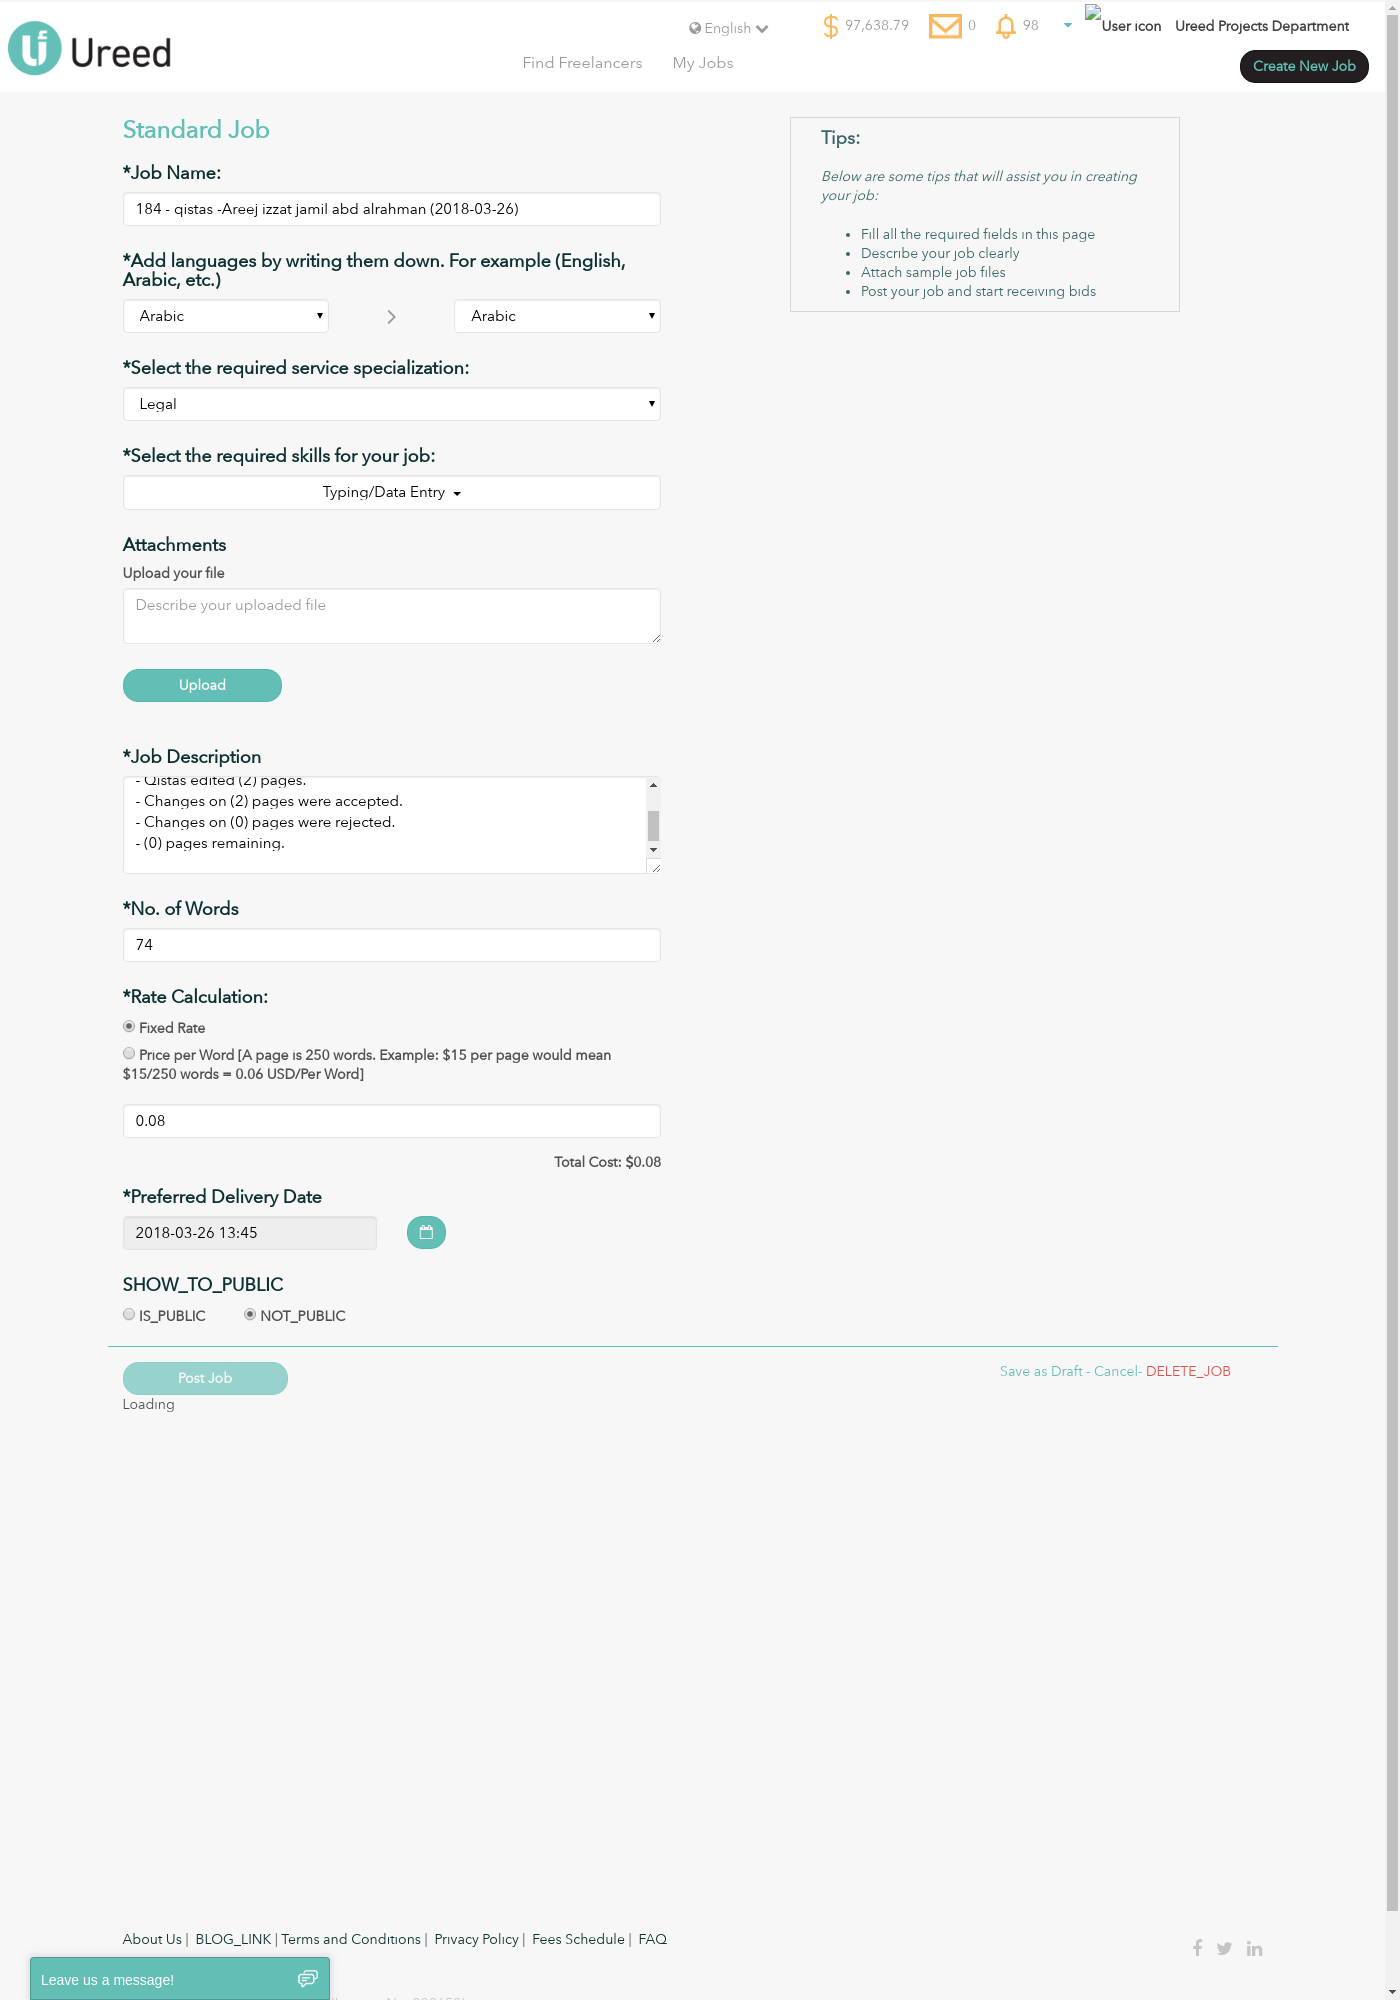 Ureed
English
97,638.79
0
98
User icon
Ureed Projects Department
Find Freelancers
My Jobs
Create New Job
Standard Job
*Job Name:
184 - qistas -Areej izzat jamil abd alrahman (2018-03-26)
*Add languages by writing them down. For example (English,
Arabic, etc.)
Arabic
Arabic
*Select the required service specialization:
Legal
*Select the required skills for your job:
Typing/Data Entry
Attachments
Upload your file
Describe your uploaded file
Upload
*Job Description
- Qistas edited (2) pages.
- Changes on (2) pages were accepted.
- Changes on (0) pages were rejected.
- (0) pages remaining.
*No. of Words
74
*Rate Calculation:
Fixed Rate
Price per Word [A page is 250 words. Example: $15 per page would mean
$15/250 words = 0.06 USD/Per Word]
0.08
Total Cost: $0.08
*Preferred Delivery Date
2018-03-26 13:45
SHOW_TO_PUBLIC
IS_PUBLIC
NOT_PUBLIC
Post Job
Loading
Save as Draft - Cancel- DELETE_JOB
Tips:
Below are some tips that will assist you in creating
your job:
• Fill all the required fields in this page
• Describe your job clearly
• Attach sample job files
• Post your job and start receiving bids
About Us | BLOG_LINK | Terms and Conditions | Privacy Policy | Fees Schedule | FAQ
Leave us a message!